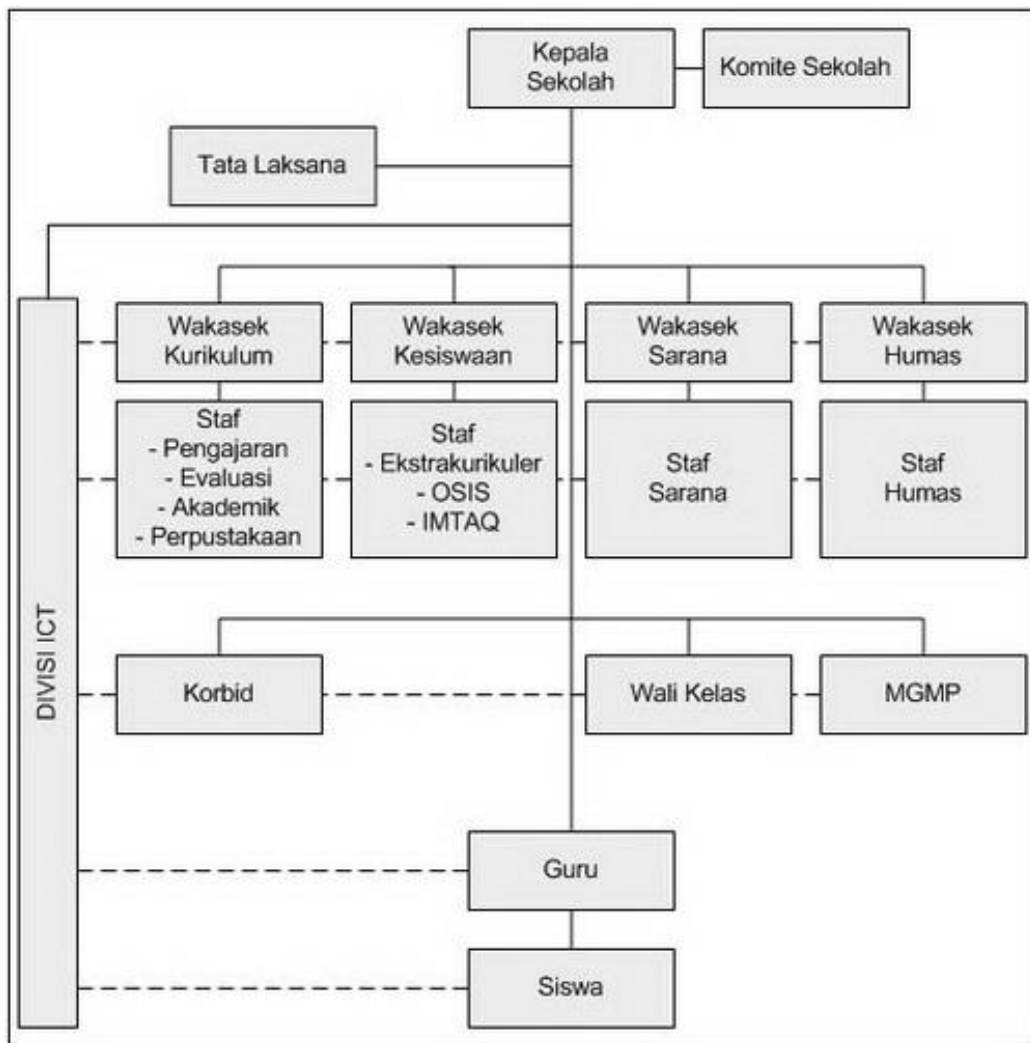 Kepala
Sekolah
Komite Sekolah
Tata Laksana
DIVISI ICT
Wakasek
Kurikulum
Wakasek
Kesiswaan
Wakasek
Sarana
Wakasek
Humas
Staf
- Pengajaran
- Evaluasi
- Akademik
- Perpustakaan
Staf
- Ekstrakurikuler
- OSIS
- IMTAQ
Staf
Sarana
Staf
Humas
Korbid
Wali Kelas
MGMP
Guru
Siswa